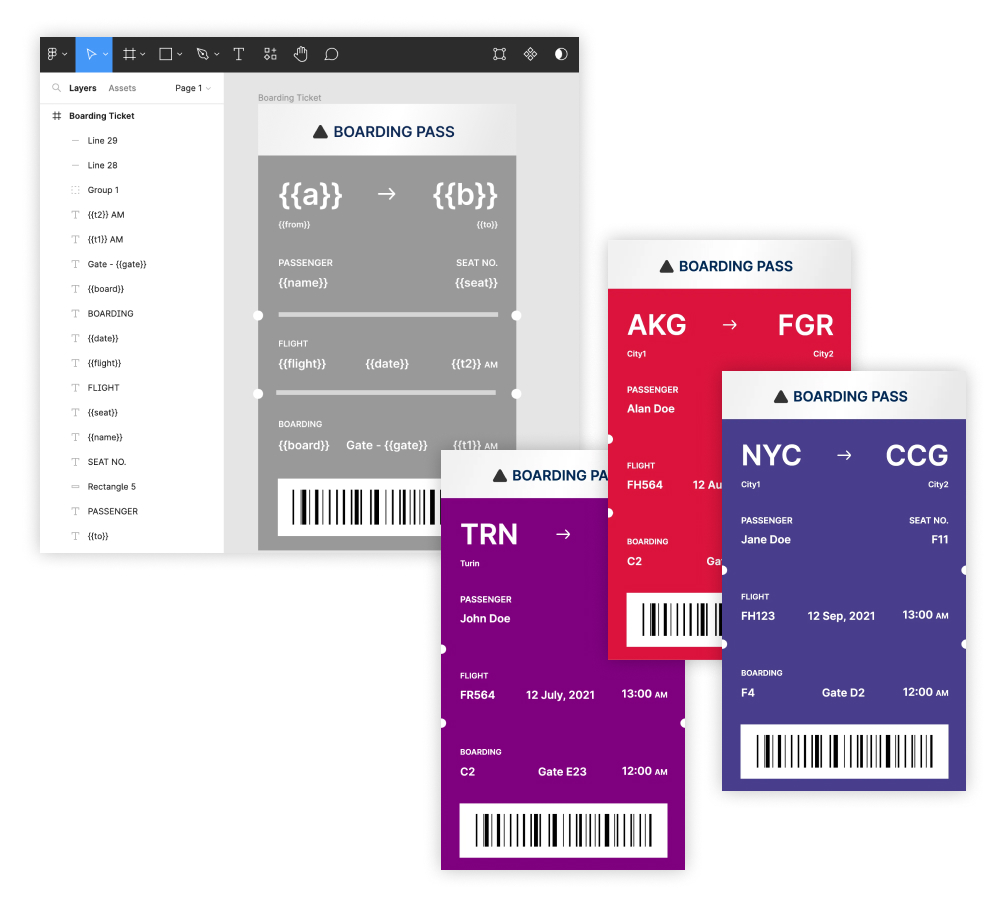 Layers Assets Page 1
Boarding Ticket
Line 29
Line 28
Group 1
{{t2}} AM
{{t1}} AM
Gate - {{gate}}
{{board}}
BOARDING
{{date}}
{{flight}}
FLIGHT
{{seat}}
{{name}}
SEAT NO.
Rectangle 5
PASSENGER
{{to}}
Boarding Ticket
BOARDING PASS
{{a}} → {{b}}
{{from}} {{to}}
PASSENGER SEAT NO.
{{name}} {{seat}}
FLIGHT
{{flight}} {{date}} {{t2}} AM
BOARDING
{{board}} Gate - {{gate}} {{t1}} AM
BOARDING PA
TRN →
Turin
PASSENGER
John Doe
FLIGHT
FR564 12 July, 2021 13:00 AM
BOARDING
C2 Gate E23 12:00 AM
BOARDING PASS
AKG → FGR
City1 City2
PASSENGER
Alan Doe
FLIGHT
FH564 12 Au
BOARDING
C2 Ga
BOARDING PASS
NYC → CCG
City1 City2
PASSENGER SEAT NO.
Jane Doe F11
FLIGHT
FH123 12 Sep, 2021 13:00 AM
BOARDING
F4 Gate D2 12:00 AM